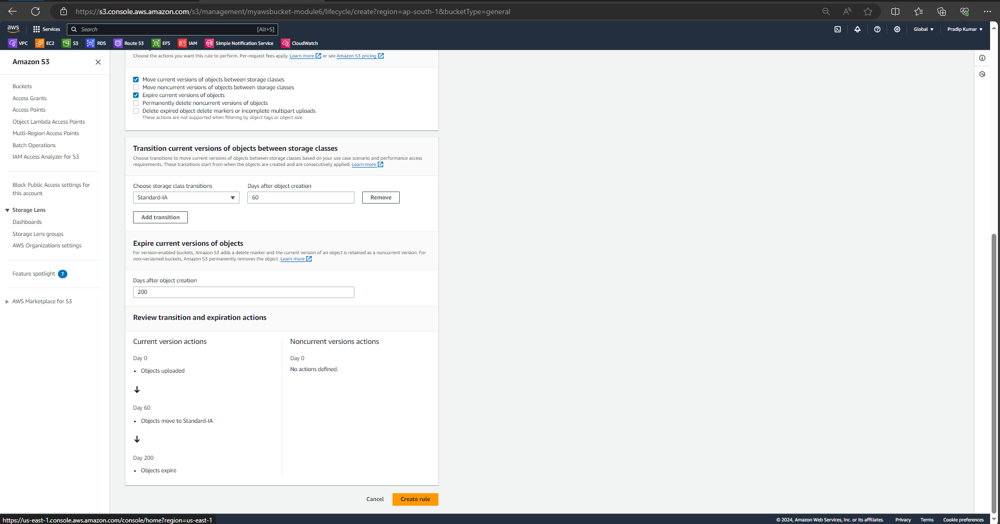 https://s3.console.aws.amazon.com/s3/management/myawsbucket-module6/lifecycle/create?region=ap-south-1&bucketType=general
aws Services Search [Alt+S] Global Pradip Kumar
VPC EC2 S3 RDS Route 53 EFS IAM Simple Notification Service CloudWatch
Amazon S3
Buckets
Access Grants
Access Points
Object Lambda Access Points
Multi-Region Access Points
Batch Operations
IAM Access Analyzer for S3
Block Public Access settings for
this account
Storage Lens
Dashboards
Storage Lens groups
AWS Organizations settings
Feature spotlight 7
AWS Marketplace for S3
Choose the actions you want this rule to perform. Per-request fees apply. Learn more or see Amazon S3 pricing
Move current versions of objects between storage classes
Move noncurrent versions of objects between storage classes
Expire current versions of objects
Permanently delete noncurrent versions of objects
Delete expired object delete markers or incomplete multipart uploads
These actions are not supported when filtering by object tags or object size.
Transition current versions of objects between storage classes
Choose transitions to move current versions of objects between storage classes based on your use case scenario and performance access
requirements. These transitions start from when the objects are created and are consecutively applied. Learn more
Choose storage class transitions Days after object creation
Standard-IA 60 Remove
Add transition
Expire current versions of objects
For version-enabled buckets, Amazon S3 adds a delete marker and the current version of an object is retained as a noncurrent version. For
non-versioned buckets, Amazon S3 permanently removes the object. Learn more
Days after object creation
200
Review transition and expiration actions
Current version actions
Day 0
• Objects uploaded
Day 60
• Objects move to Standard-IA
Day 200
• Objects expire
Noncurrent versions actions
Day 0
No actions defined.
Cancel Create rule
https://us-east-1.console.aws.amazon.com/console/home?region=us-east-1
© 2024, Amazon Web Services, Inc. or its affiliates. Privacy Terms Cookie preferences